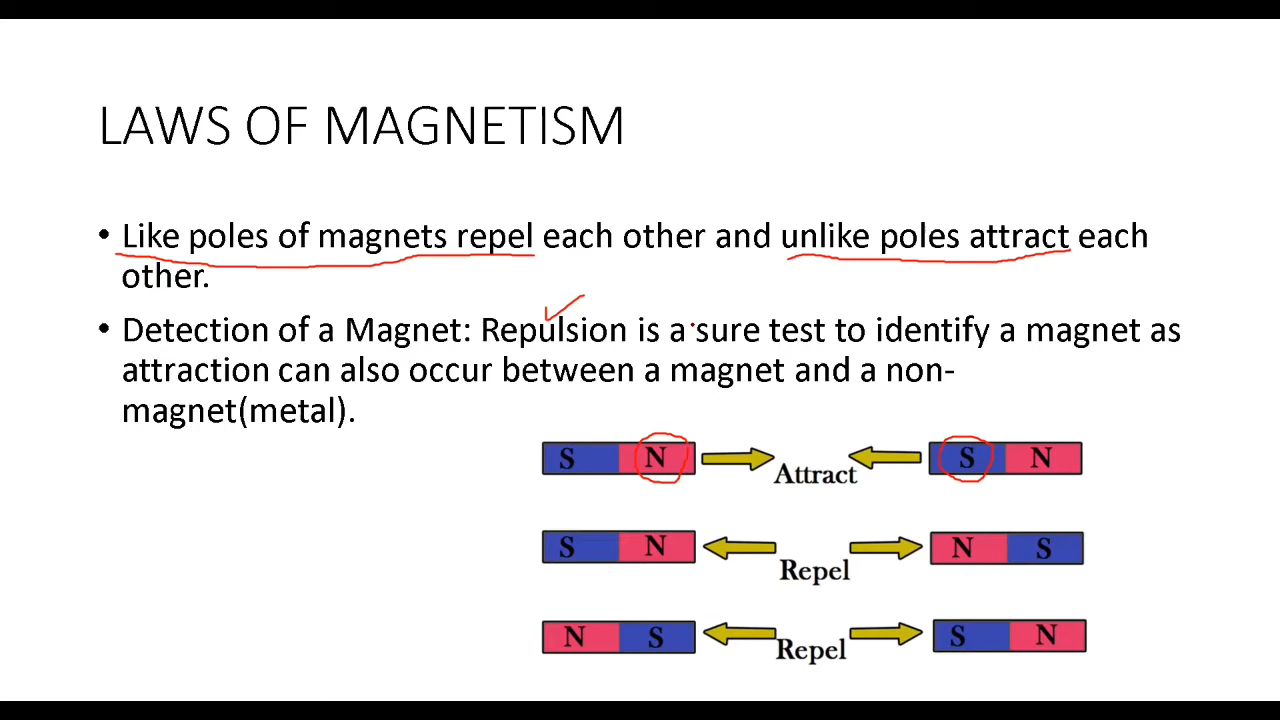 LAWS OF MAGNETISM
• Like poles of magnets repel each other and unlike poles attract each
other.
• Detection of a Magnet: Repulsion is a sure test to identify a magnet as
attraction can also occur between a magnet and a non-
magnet(metal).
S N Attract S N
S N Repel N S
N S Repel S N